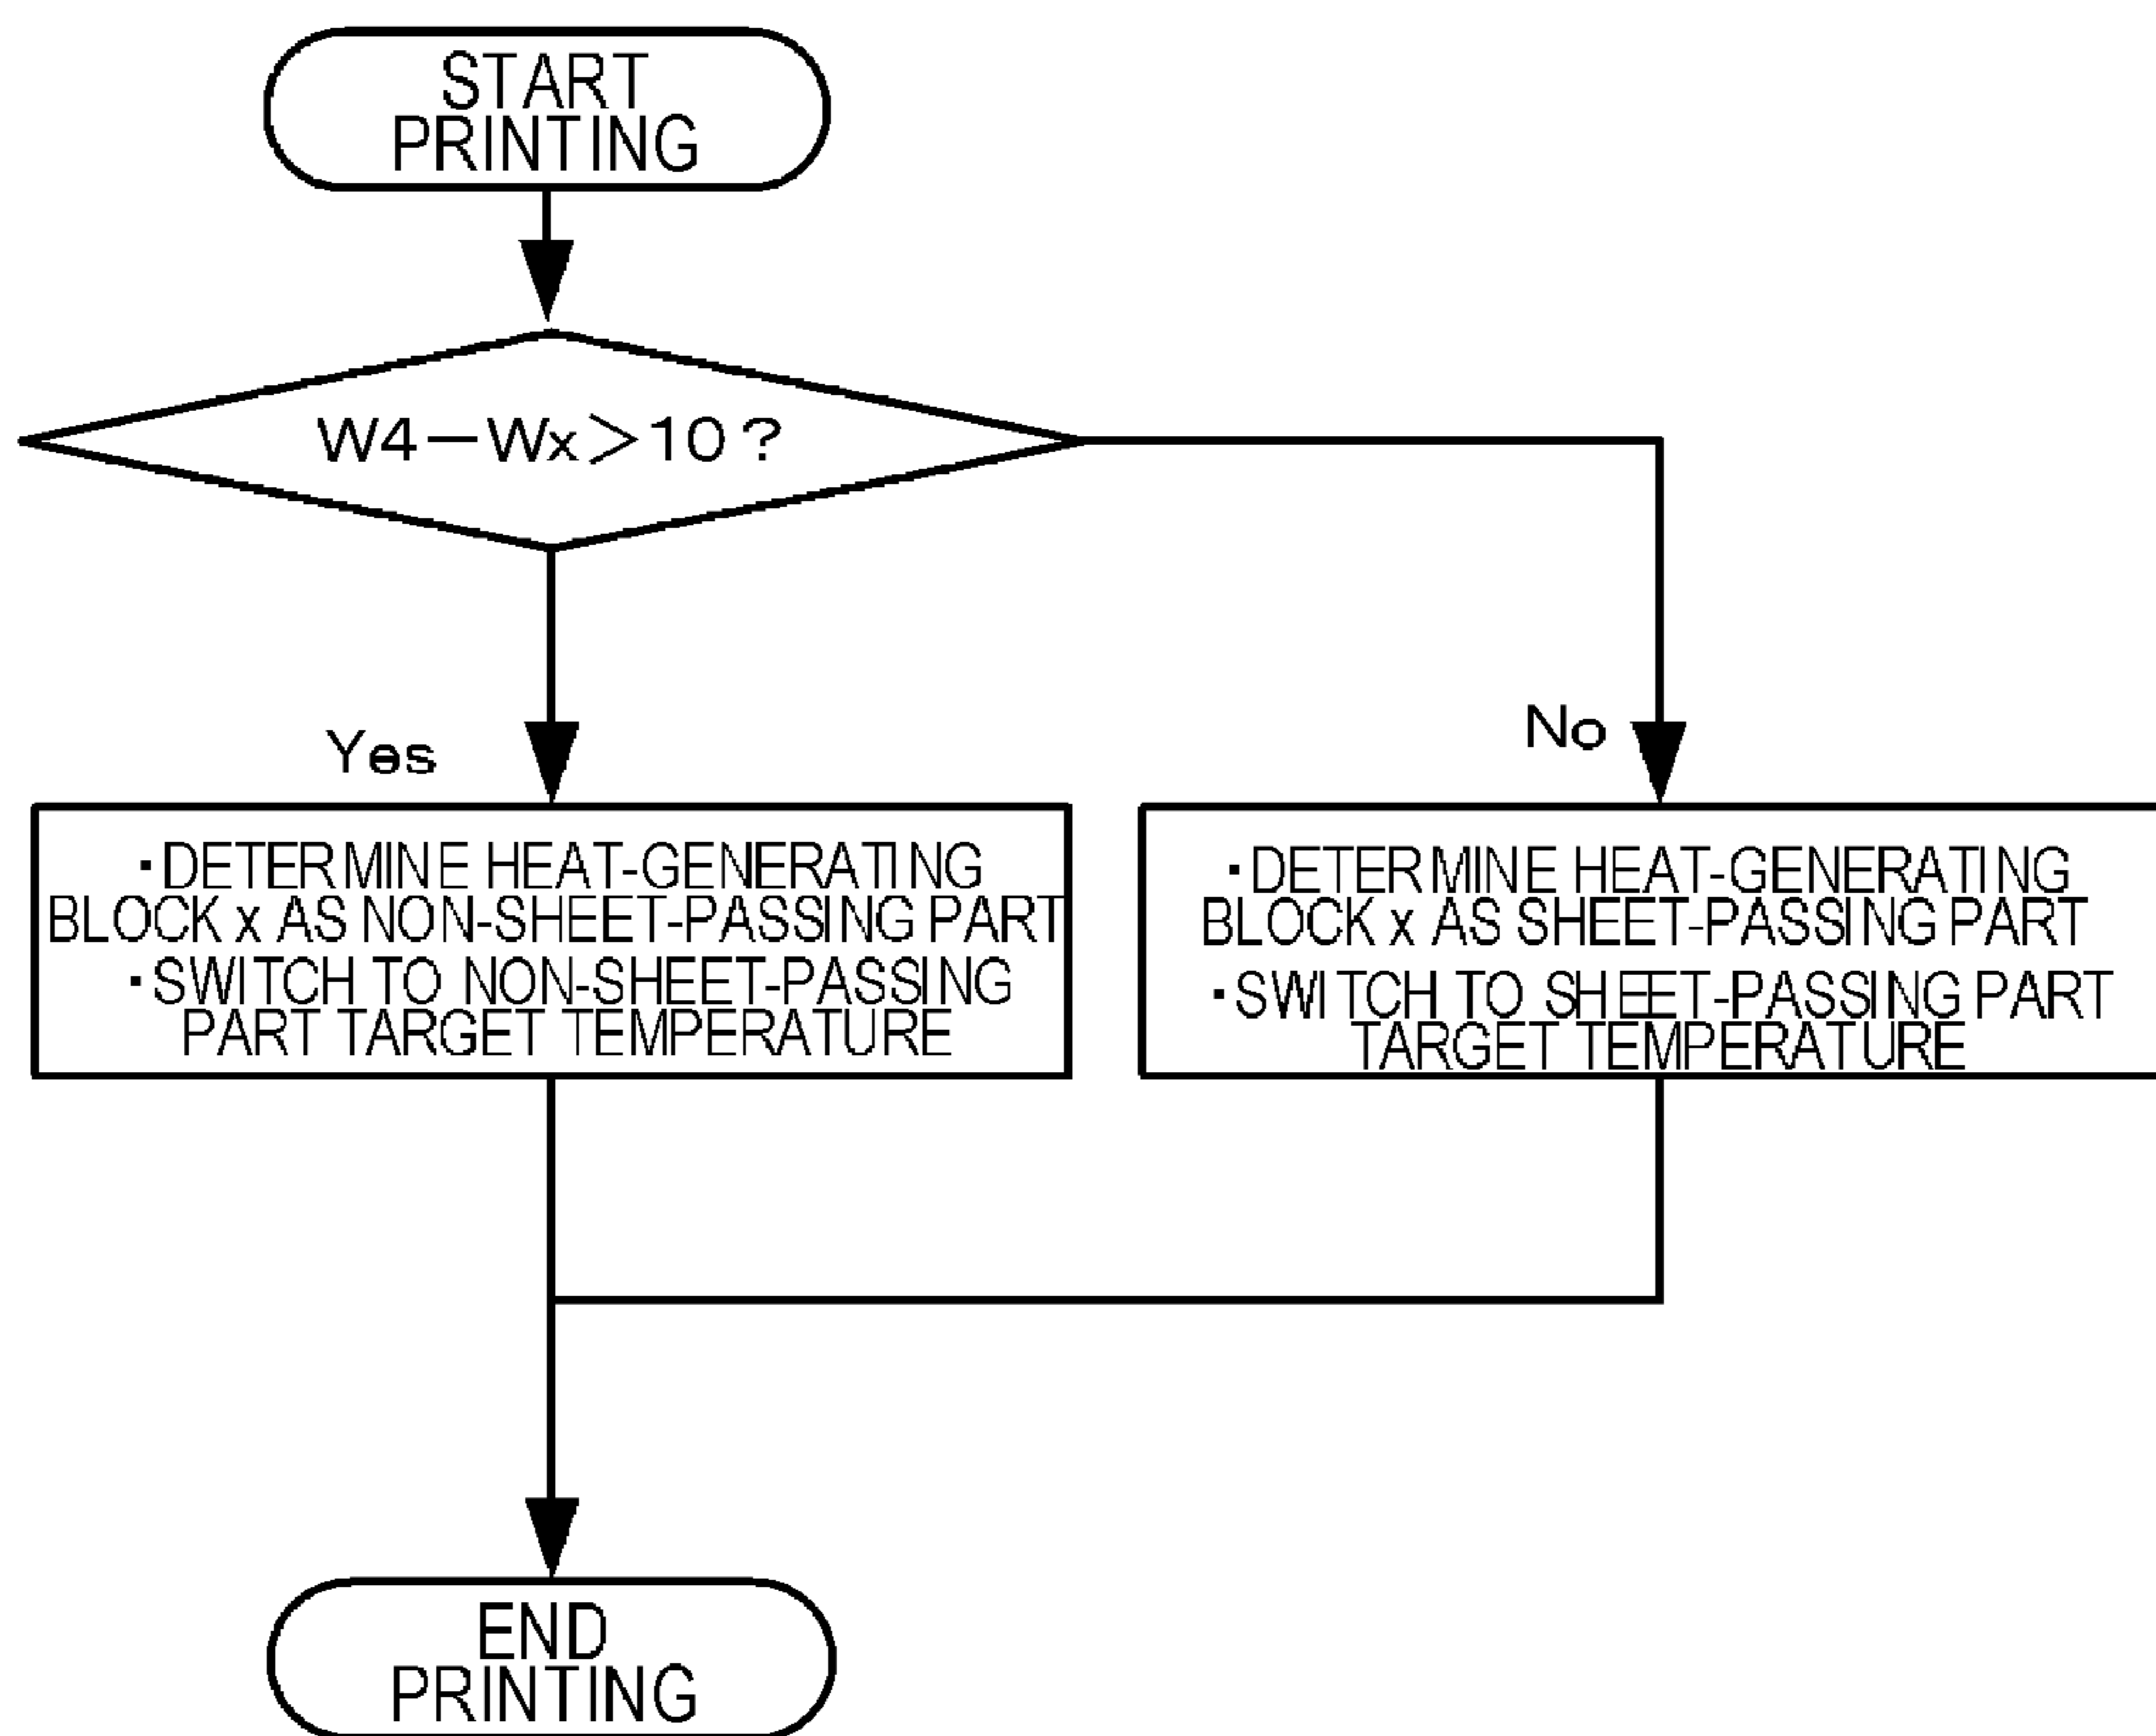 START
PRINTING
W4−Wx>10?
Yes
No
・DETERMINE HEAT-GENERATING
BLOCK x AS NON-SHEET-PASSING PART
・SWITCH TO NON-SHEET-PASSING
PART TARGET TEMPERATURE
・DETERMINE HEAT-GENERATING
BLOCK x AS SHEET-PASSING PART
・SWITCH TO SHEET-PASSING PART
TARGET TEMPERATURE
END
PRINTING